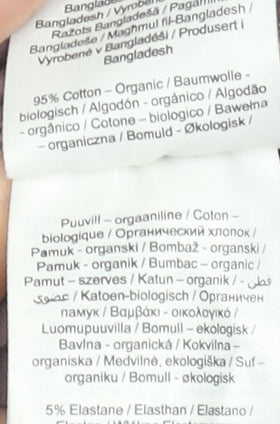 Bangladesh / Vyroben
Ražots Bangladešā /
Bangladeše / Magħmul fil-Bangladesh /
Vyrobené v Bangladéši / Produsert i
Bangladesh
95% Cotton – Organic / Baumwolle -
biologisch / Algodón - orgánico / Algodão
- orgânico / Cotone – biologico / Bawełna
– organiczna / Bomuld - Økologisk /
Puuvill – orgaaniline / Coton –
biologique / Органический хлопок /
Pamuk - organski / Bombaž - organski /
Pamuk - organik / Bumbac – organic /
Pamut – szerves / Katun – organik / قطن -
عضوي / Katoen-biologisch / Органичен
памук / Βαμβάκι - οικολογικό /
Luomupuuvilla / Bomull – ekologisk /
Bavlna - organická / Kokvilna –
organiska / Medvilnė, ekologiška / Suf –
organiku / Bomull - økologisk
5% Elastane / Elasthan / Elastano /